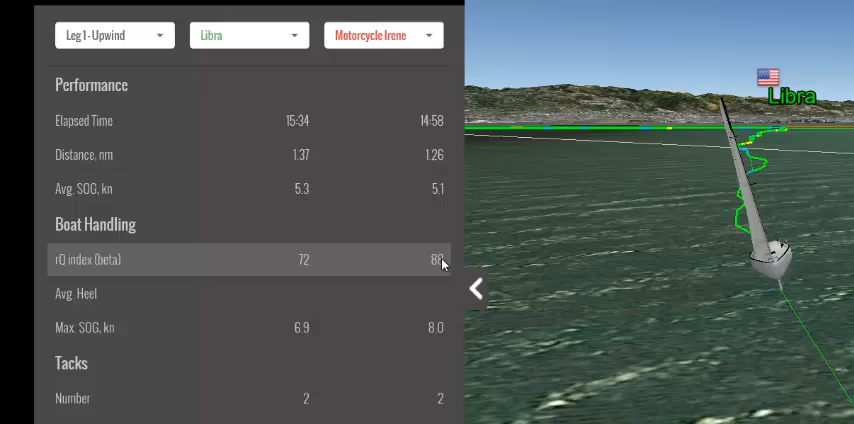 Leg 1 - Upwind Libra Motorcycle Irene
Performance
Elapsed Time 15:34 14:58
Distance, nm 1.37 1.26
Avg. SOG, kn 5.3 5.1
Boat Handling
rQ index (beta) 72
Avg. Heel
Max. SOG, kn 6.9 8.0
Tacks
Number 2 2
Libra